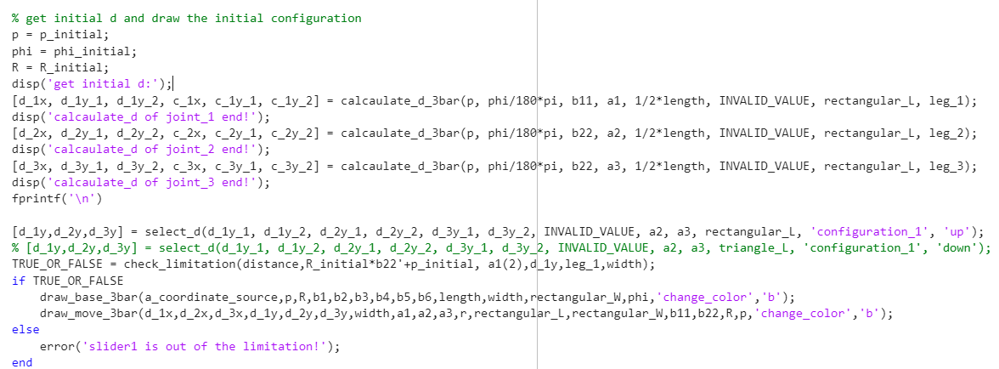 % get initial d and draw the initial configuration
p = p_initial;
phi = phi_initial;
R = R_initial;
disp('get initial d:');
[d_1x, d_1y_1, d_1y_2, c_1x, c_1y_1, c_1y_2] = calcaulate_d_3bar(p, phi/180*pi, b11, a1, 1/2*length, INVALID_VALUE, rectangular_L, leg_1);
disp('calcaulate_d of joint_1 end!');
[d_2x, d_2y_1, d_2y_2, c_2x, c_2y_1, c_2y_2] = calcaulate_d_3bar(p, phi/180*pi, b22, a2, 1/2*length, INVALID_VALUE, rectangular_L, leg_2);
disp('calcaulate_d of joint_2 end!');
[d_3x, d_3y_1, d_3y_2, c_3x, c_3y_1, c_3y_2] = calcaulate_d_3bar(p, phi/180*pi, b22, a3, 1/2*length, INVALID_VALUE, rectangular_L, leg_3);
disp('calcaulate_d of joint_3 end!');
fprintf('\n')

[d_1y,d_2y,d_3y] = select_d(d_1y_1, d_1y_2, d_2y_1, d_2y_2, d_3y_1, d_3y_2, INVALID_VALUE, a2, a3, rectangular_L, 'configuration_1', 'up');
% [d_1y,d_2y,d_3y] = select_d(d_1y_1, d_1y_2, d_2y_1, d_2y_2, d_3y_1, d_3y_2, INVALID_VALUE, a2, a3, triangle_L, 'configuration_1', 'down');
TRUE_OR_FALSE = check_limitation(distance,R_initial*b22'+p_initial, a1(2),d_1y,leg_1,width);
if TRUE_OR_FALSE
    draw_base_3bar(a_coordinate_source,p,R,b1,b2,b3,b4,b5,b6,length,width,rectangular_W,phi,'change_color','b');
    draw_move_3bar(d_1x,d_2x,d_3x,d_1y,d_2y,d_3y,width,a1,a2,a3,r,rectangular_L,rectangular_W,b11,b22,R,p,'change_color','b');
else
    error('slider1 is out of the limitation!');
end